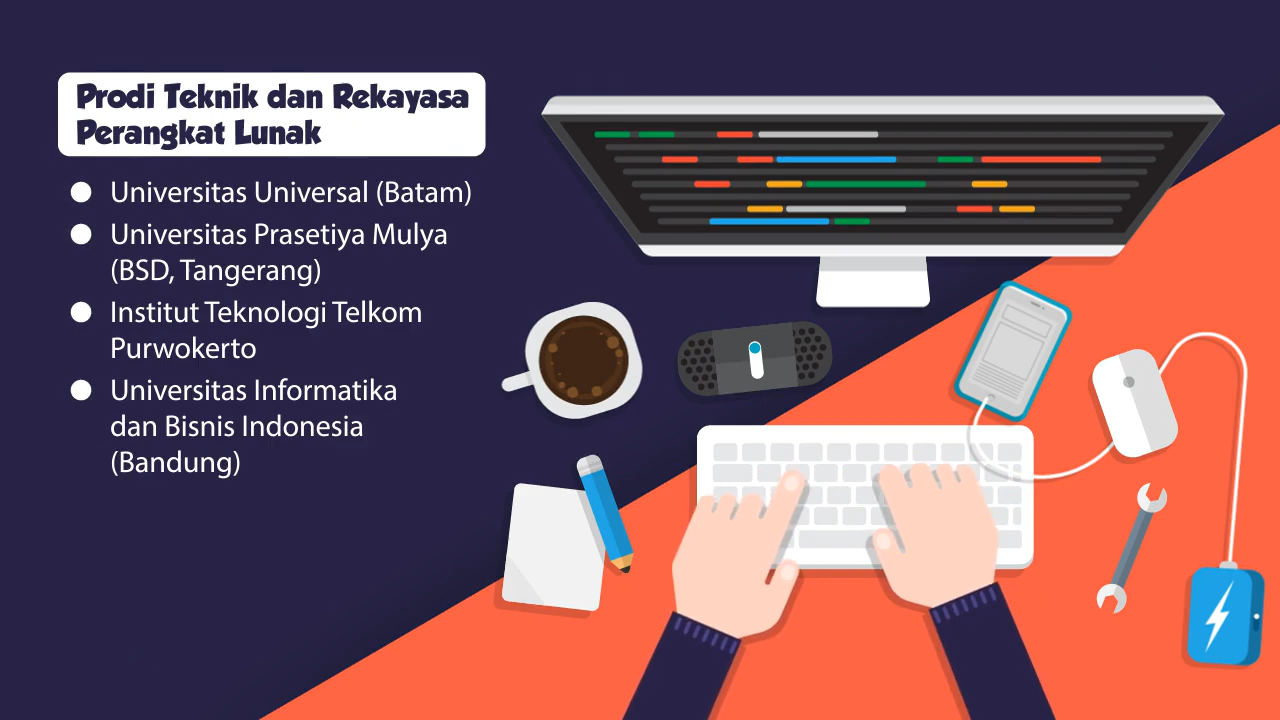 Prodi Teknik dan Rekayasa
Perangkat Lunak
● Universitas Universal (Batam)
● Universitas Prasetiya Mulya
(BSD, Tangerang)
● Institut Teknologi Telkom
Purwokerto
● Universitas Informatika
dan Bisnis Indonesia
(Bandung)